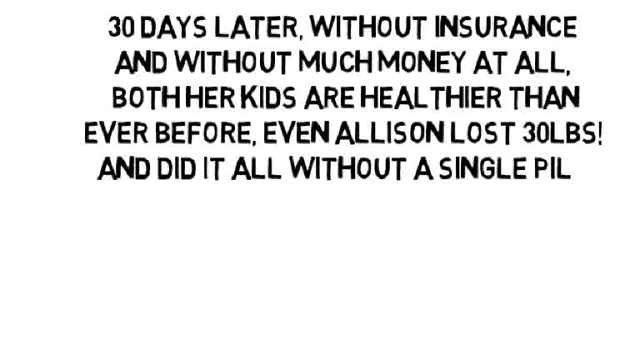 30 DAYS LATER, WITHOUT INSURANCE
AND WITHOUT MUCH MONEY AT ALL,
BOTH HER KIDS ARE HEALTHIER THAN
EVER BEFORE, EVEN ALLISON LOST 30LBS!
AND DID IT ALL WITHOUT A SINGLE PIL